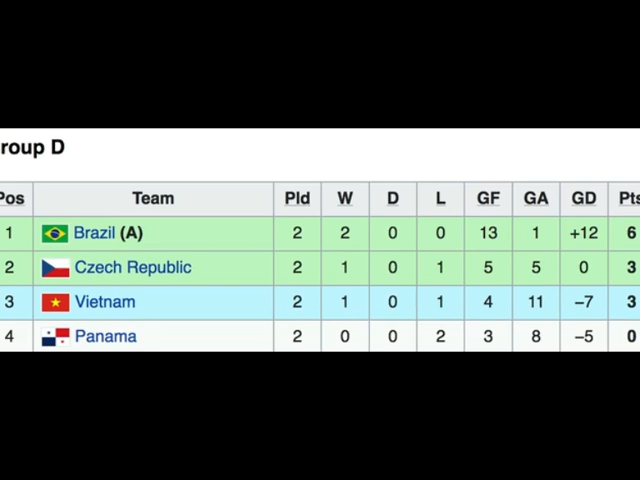 roup D
Pos Team Pld W D L GF GA GD Pts
1 Brazil (A) 2 2 0 0 13 1 +12 6
2 Czech Republic 2 1 0 1 5 5 0 3
3 Vietnam 2 1 0 1 4 11 −7 3
4 Panama 2 0 0 2 3 8 −5 0